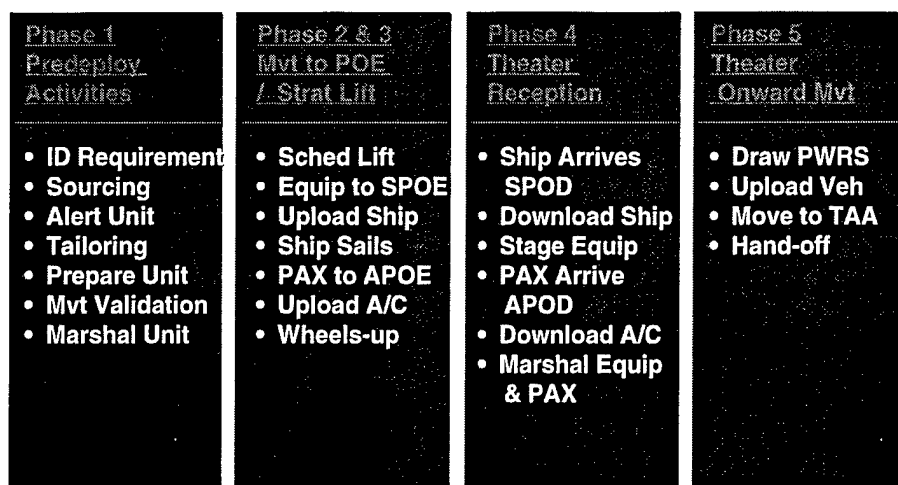 Phase 1
Predeploy
Activities
• ID Requirement
• Sourcing
• Alert Unit
• Tailoring
• Prepare Unit
• Mvt Validation
• Marshal Unit
Phase 2 & 3
Mvt to POE
/ Strat Lift
• Sched Lift
• Equip to SPOE
• Upload Ship
• Ship Sails
• PAX to APOE
• Upload A/C
• Wheels-up
Phase 4
Theater
Reception
• Ship Arrives
SPOD
• Download Ship
• Stage Equip
• PAX Arrive
APOD
• Download A/C
• Marshal Equip
& PAX
Phase 5
Theater
Onward Mvt
• Draw PWRS
• Upload Veh
• Move to TAA
• Hand-off